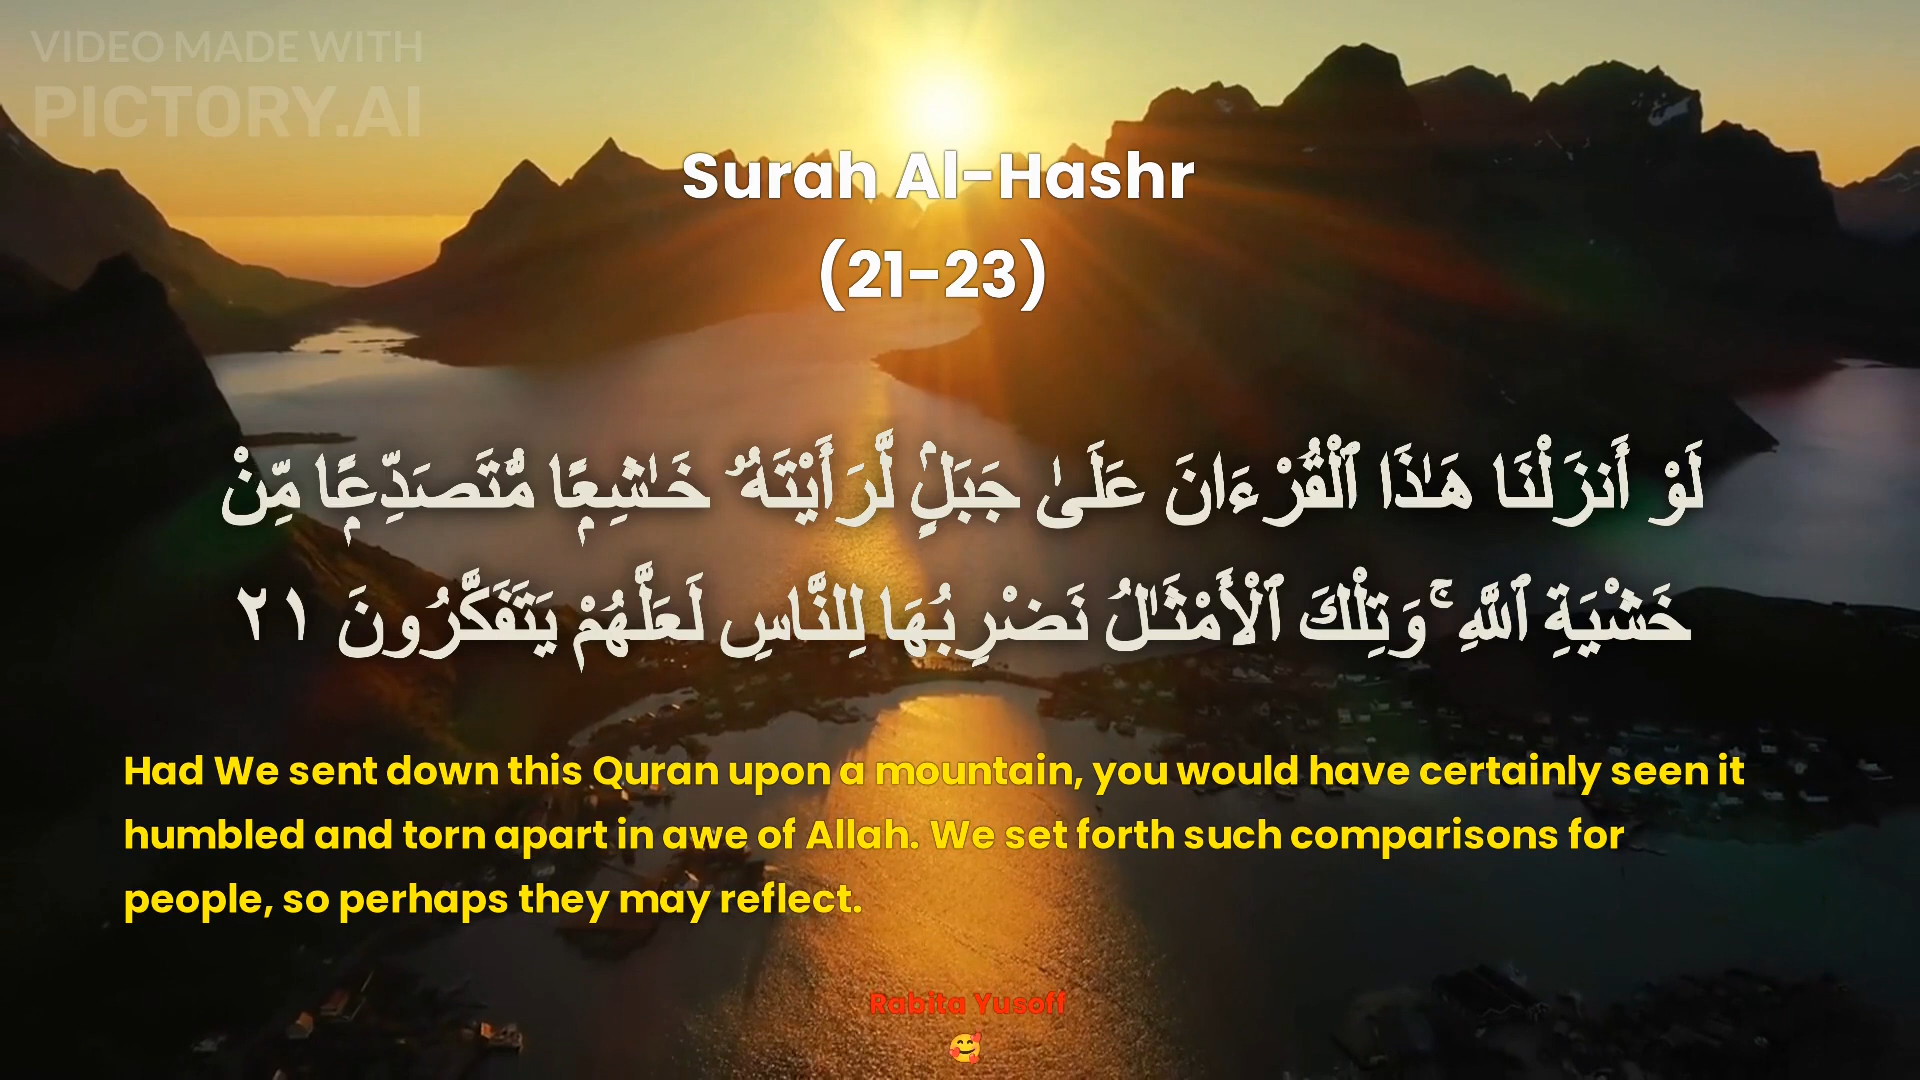 VIDEO MADE WITH
PICTORY.AI
Surah Al-Hashr
(21-23)
لَوْ أَنزَلْنَا هَـٰذَا ٱلْقُرْءَانَ عَلَىٰ جَبَلٍۢ لَّرَأَيْتَهُۥ خَـٰشِعًۭا مُّتَصَدِّعًۭا مِّنْ
خَشْيَةِ ٱللَّهِ ۚ وَتِلْكَ ٱلْأَمْثَـٰلُ نَضْرِبُهَا لِلنَّاسِ لَعَلَّهُمْ يَتَفَكَّرُونَ ٢١
Had We sent down this Quran upon a mountain, you would have certainly seen it
humbled and torn apart in awe of Allah. We set forth such comparisons for
people, so perhaps they may reflect.
Rabita Yusoff
🥰